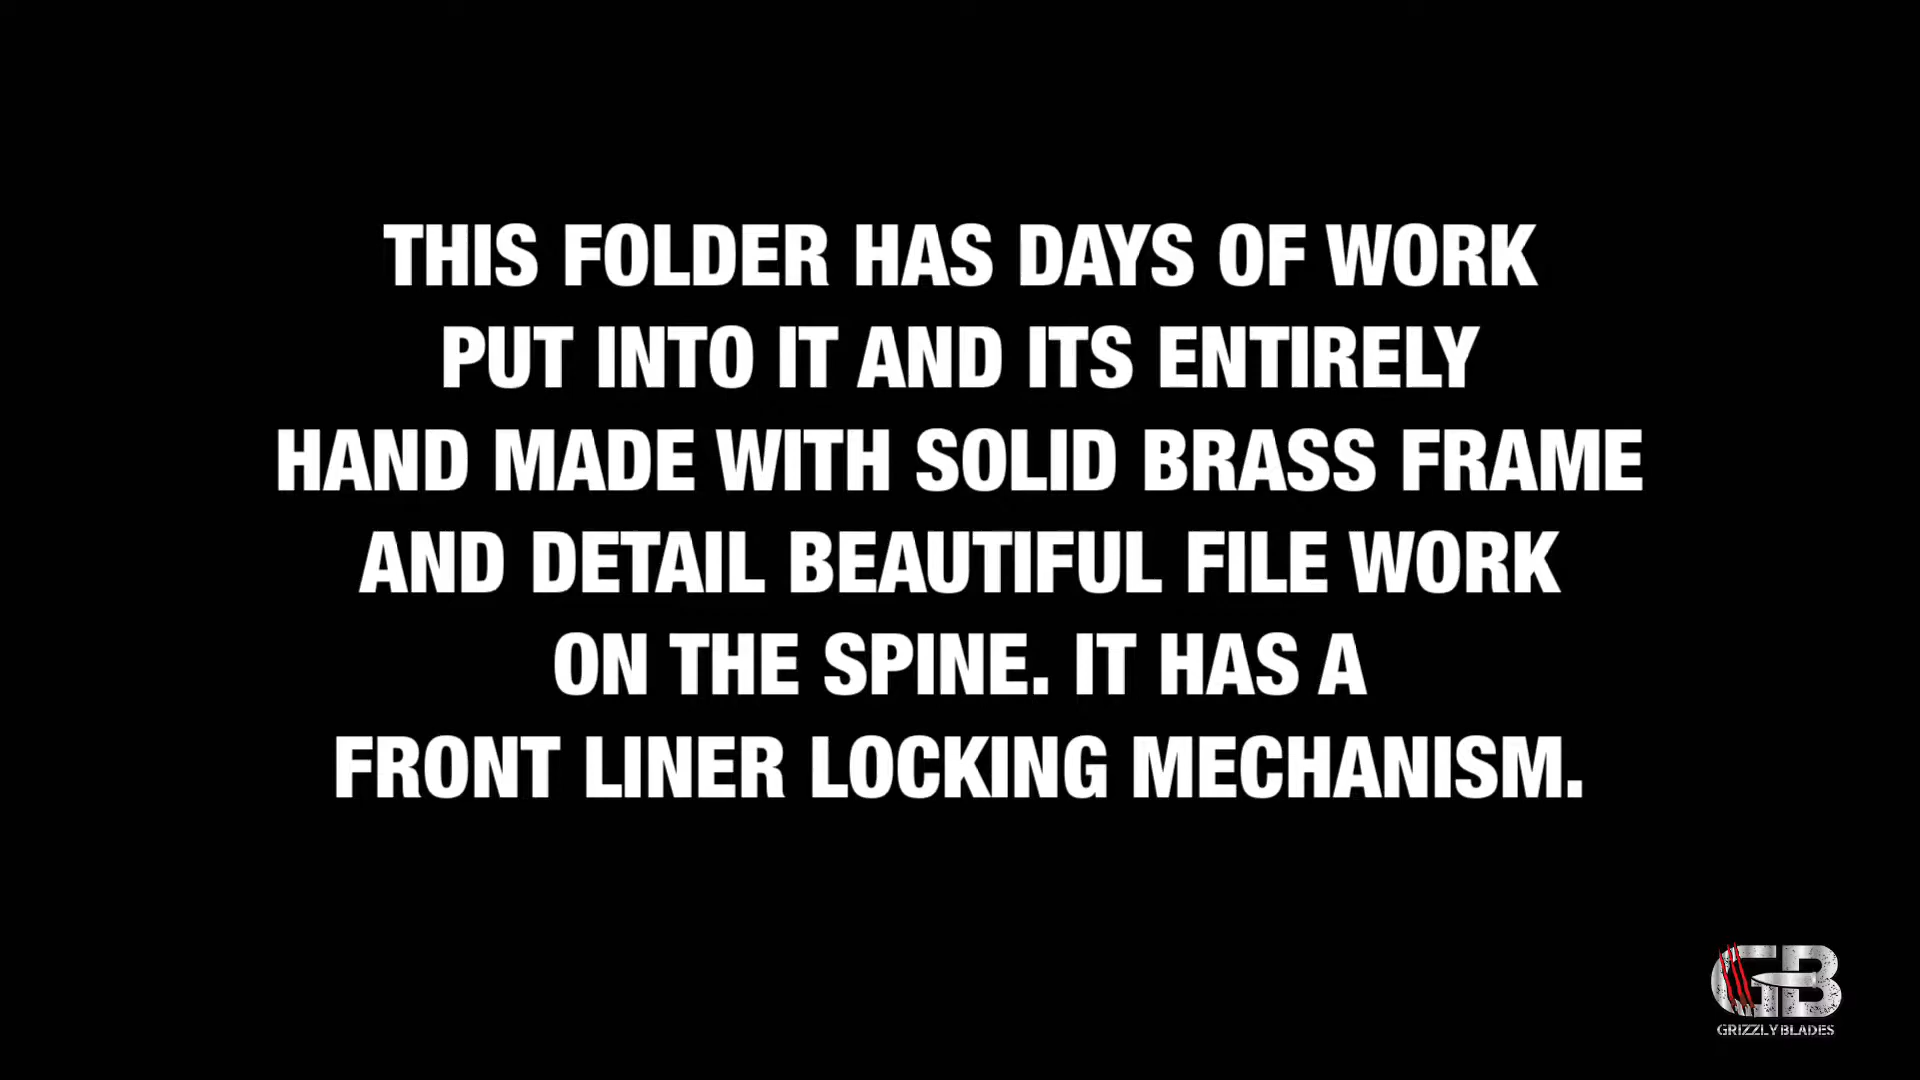 THIS FOLDER HAS DAYS OF WORK
PUT INTO IT AND ITS ENTIRELY
HAND MADE WITH SOLID BRASS FRAME
AND DETAIL BEAUTIFUL FILE WORK
ON THE SPINE. IT HAS A
FRONT LINER LOCKING MECHANISM.
GB
GRIZZLY BLADES